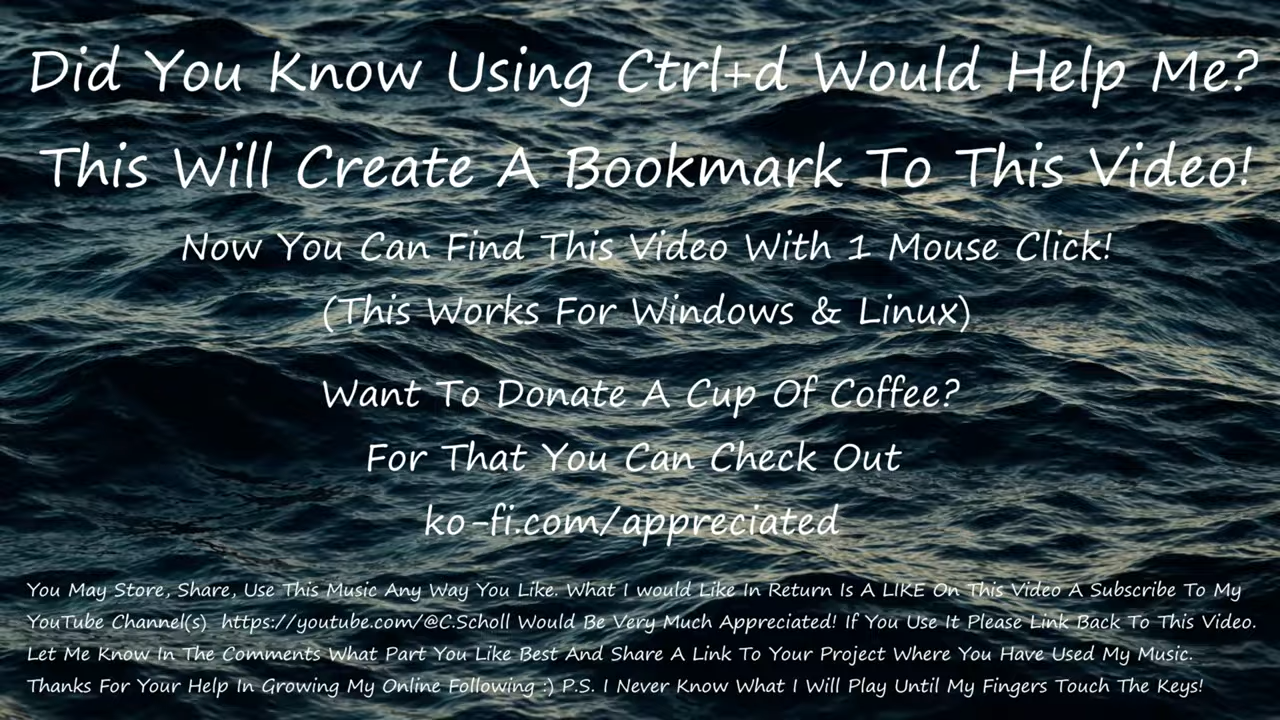 Did You Know Using Ctrl+d Would Help Me?
This Will Create A Bookmark To This Video!
Now You Can Find This Video With 1 Mouse Click!
(This Works For Windows & Linux)
Want To Donate A Cup Of Coffee?
For That You Can Check Out
ko-fi.com/appreciated
You May Store, Share, Use This Music Any Way You Like. What I would Like In Return Is A LIKE On This Video A Subscribe To My
YouTube Channel(s) https://youtube.com/@C.Scholl Would Be Very Much Appreciated! If You Use It Please Link Back To This Video.
Let Me Know In The Comments What Part You Like Best And Share A Link To Your Project Where You Have Used My Music.
Thanks For Your Help In Growing My Online Following :) P.S. I Never Know What I Will Play Until My Fingers Touch The Keys!